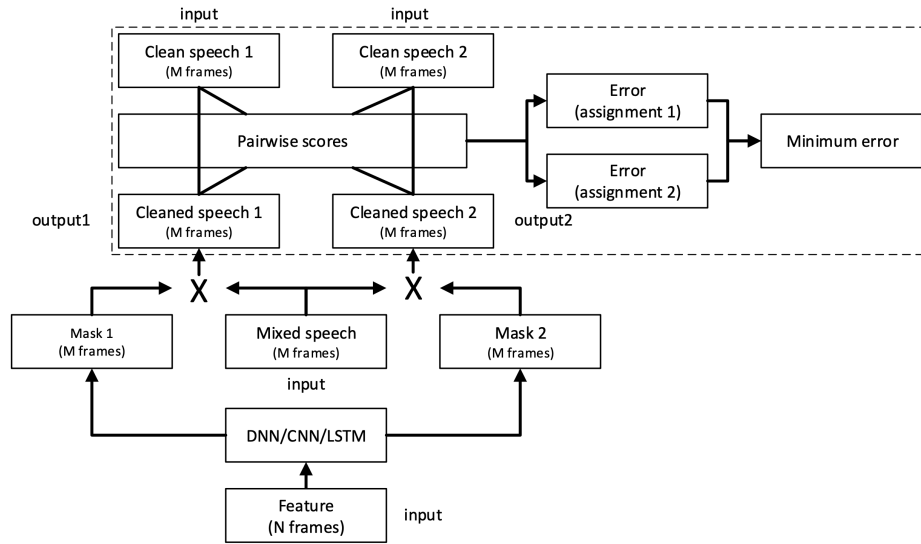 input
input
Clean speech 1
(M frames)
Clean speech 2
(M frames)
Error
(assignment 1)
Pairwise scores
Minimum error
Error
(assignment 2)
output1
Cleaned speech 1
(M frames)
Cleaned speech 2
(M frames)
output2
X
X
Mask 1
(M frames)
Mixed speech
(M frames)
Mask 2
(M frames)
input
DNN/CNN/LSTM
Feature
(N frames)
input